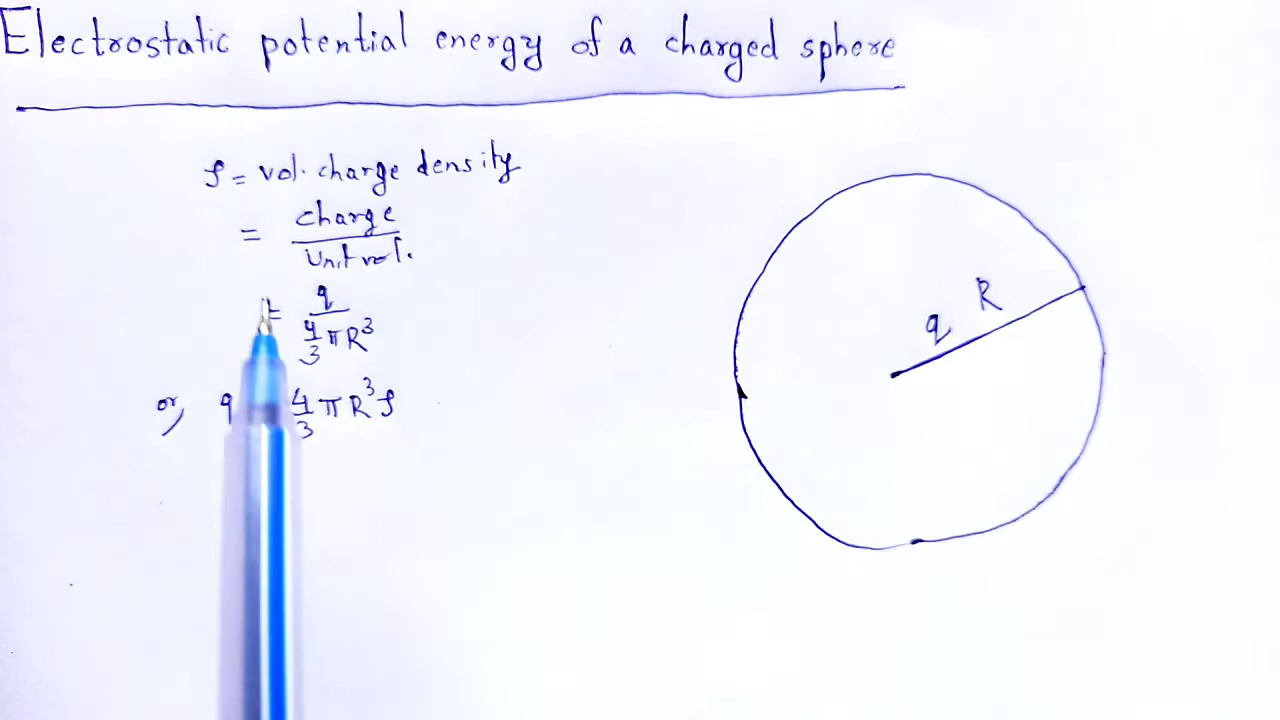 Electrostatic potential energy of a charged sphere
ρ = vol. charge density
= charge / Unit vol.
= q / 4/3 π R³
or, q 4/3 π R³ ρ
q R